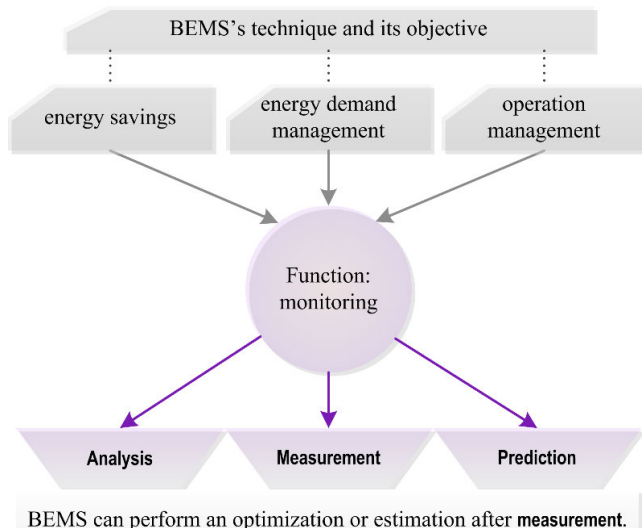 BEMS's technique and its objective
energy savings
energy demand
management
operation
management
Function:
monitoring
Analysis
Measurement
Prediction
BEMS can perform an optimization or estimation after measurement.